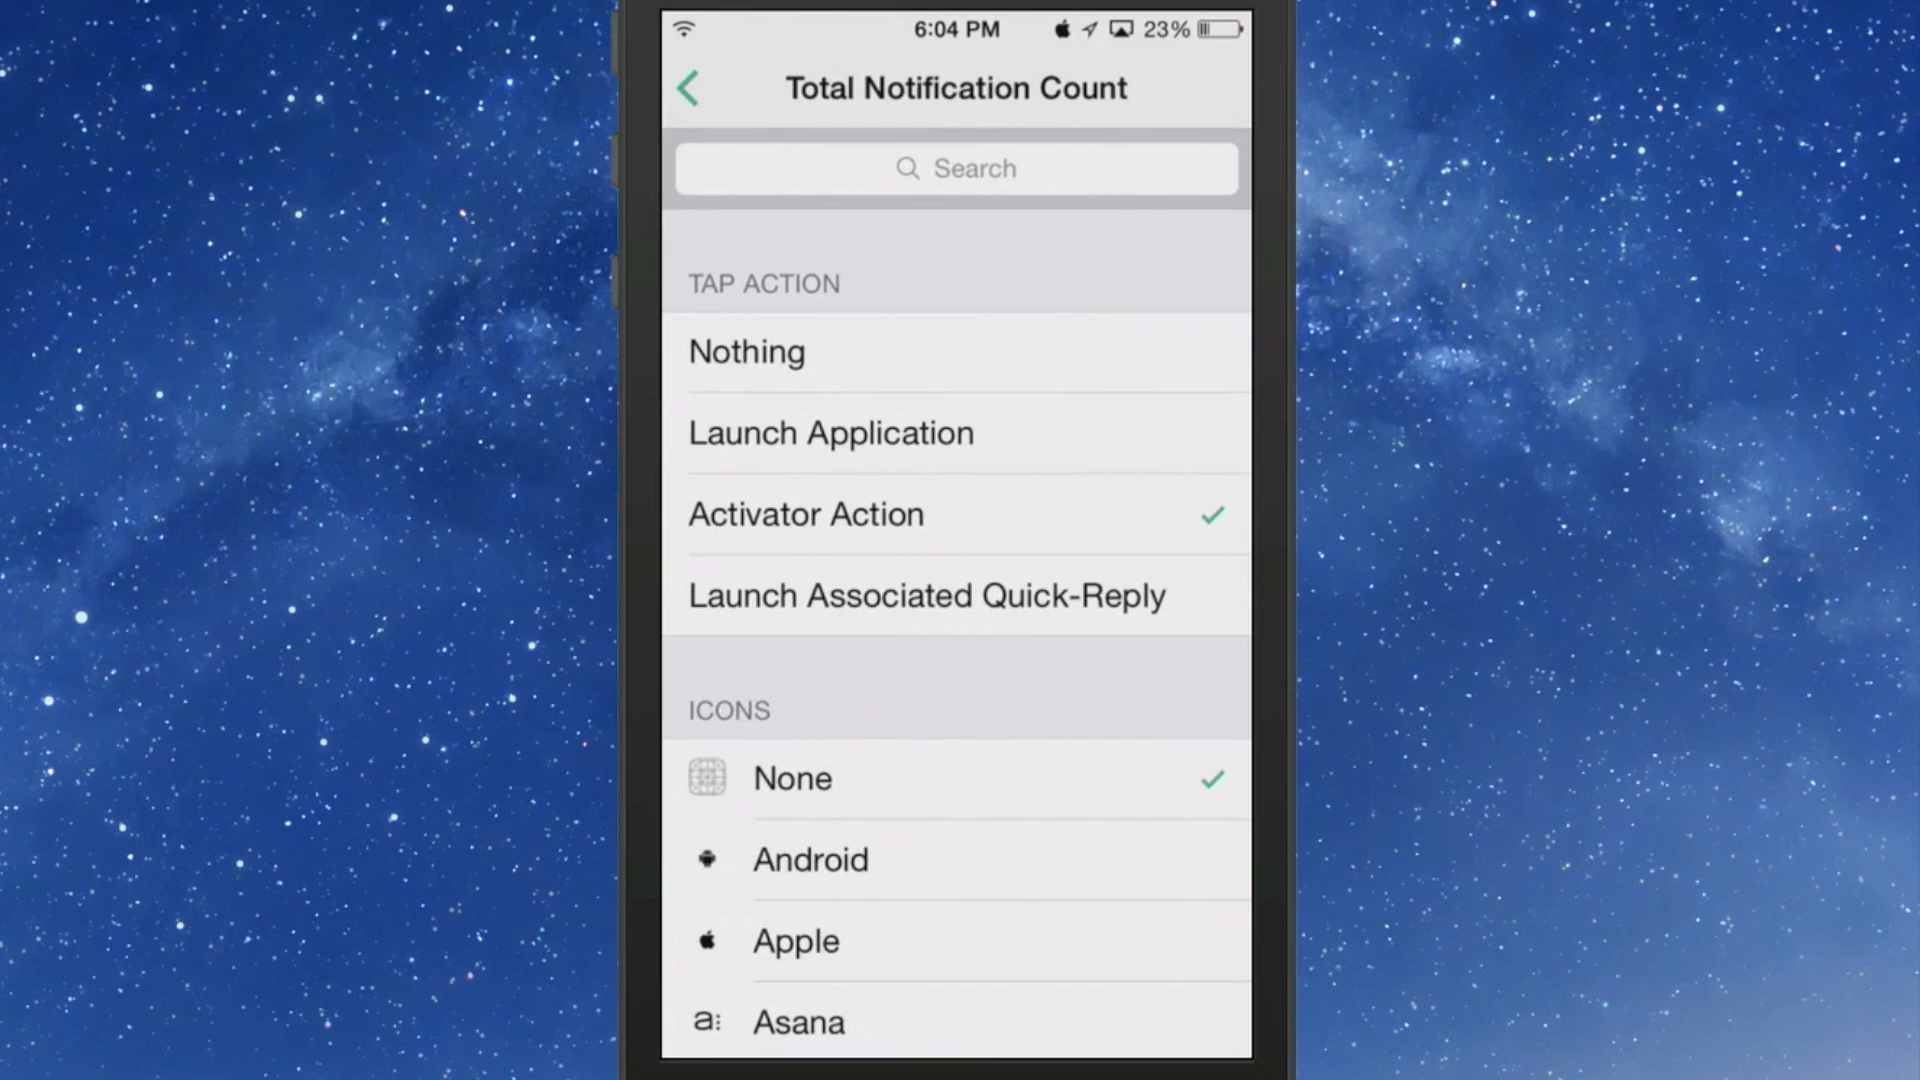 6:04 PM 23%
Total Notification Count
Search
TAP ACTION
Nothing
Launch Application
Activator Action
Launch Associated Quick-Reply
ICONS
None
Android
Apple
a: Asana